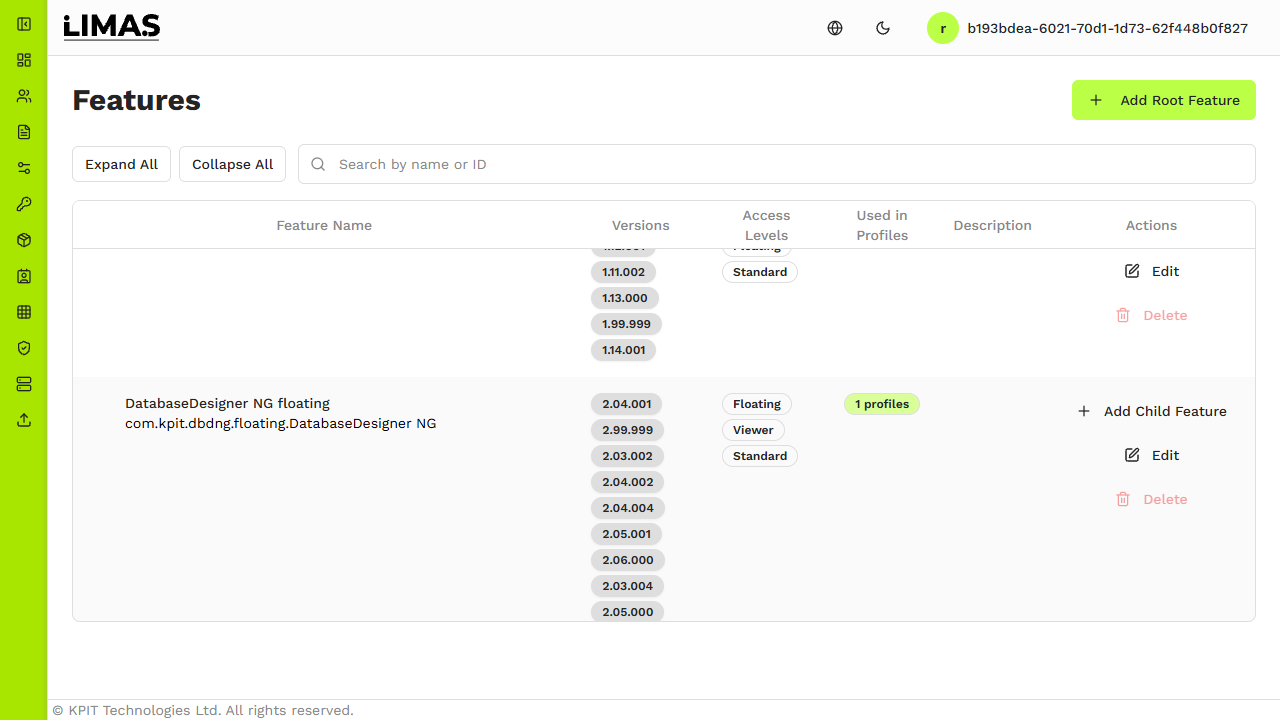 LIMAS
r
b193bdea-6021-70d1-1d73-62f448b0f827
Features
Add Root Feature
Expand All
Collapse All
Search by name or ID
Feature Name
Versions
Access
Levels
Used in
Profiles
Description
Actions
Floating
1.11.002
Standard
Edit
1.13.000
Delete
1.99.999
1.14.001
DatabaseDesigner NG floating
com.kpit.dbdng.floating.DatabaseDesigner NG
2.04.001
Floating
1 profiles
Add Child Feature
2.99.999
Viewer
2.03.002
Standard
Edit
2.04.002
Delete
2.04.004
2.05.001
2.06.000
2.03.004
2.05.000
© KPIT Technologies Ltd. All rights reserved.